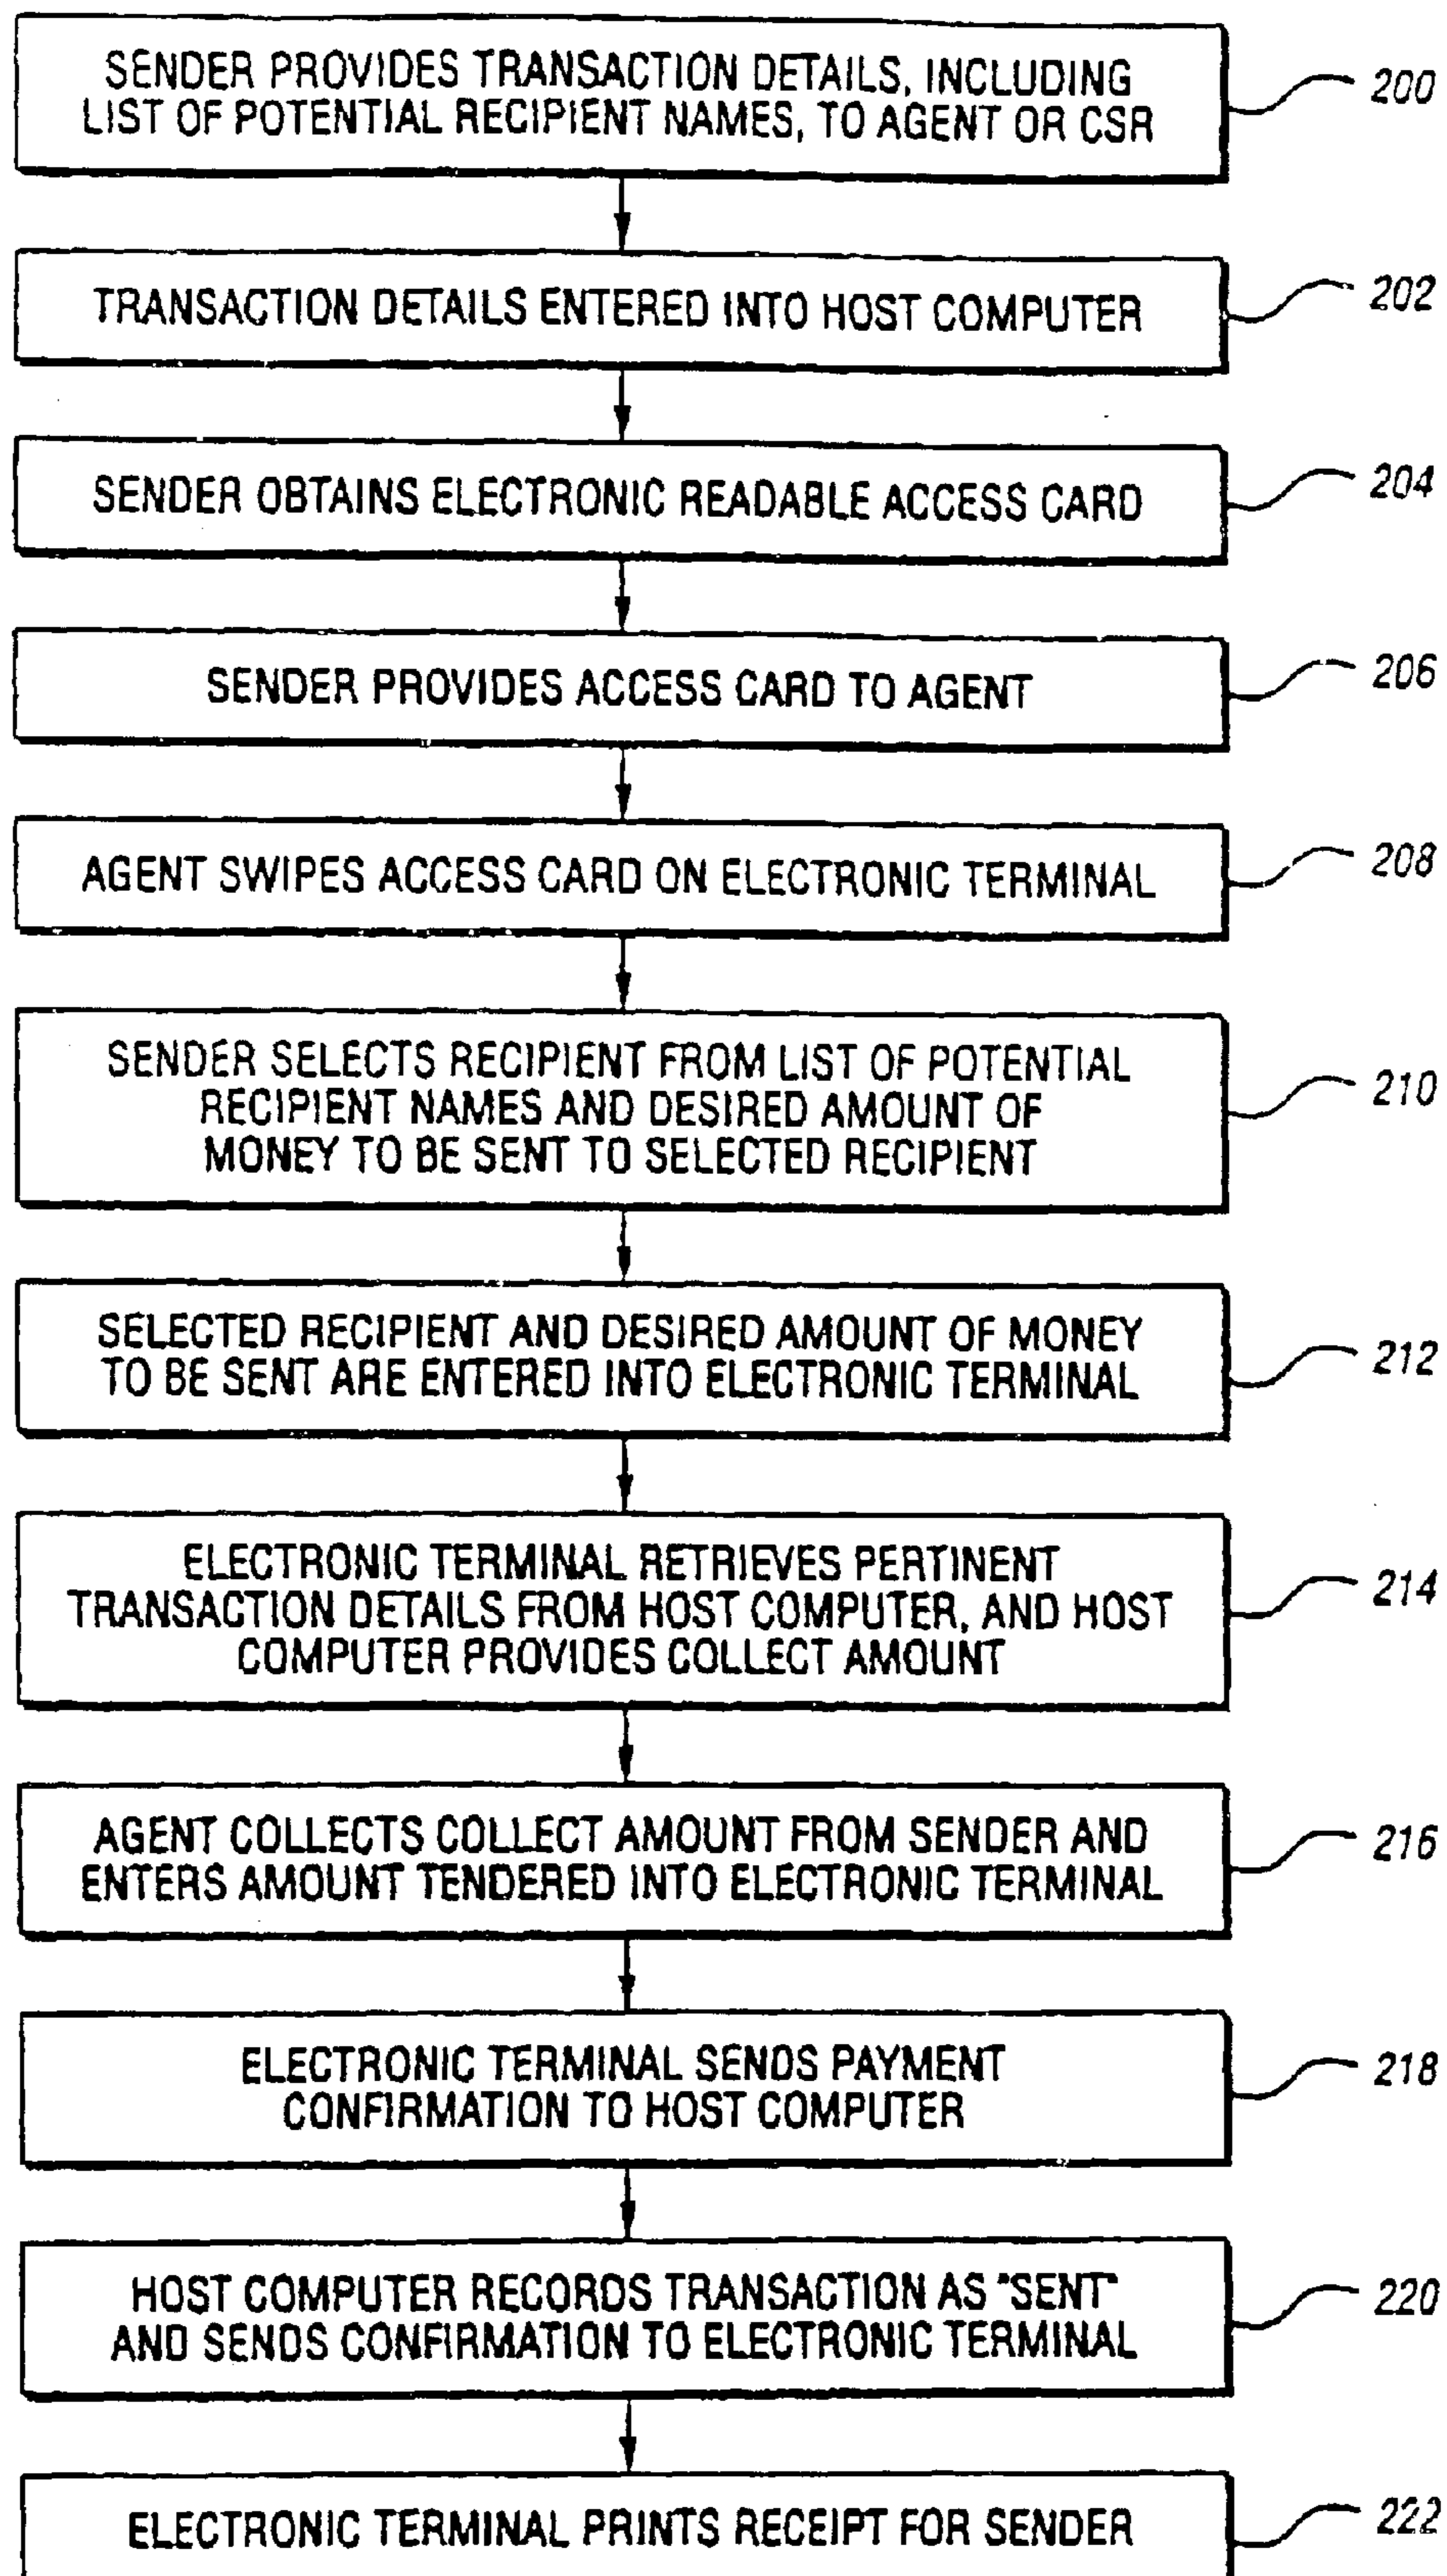 SENDER PROVIDES TRANSACTION DETAILS, INCLUDING
LIST OF POTENTIAL RECIPIENT NAMES, TO AGENT OR CSR
200
TRANSACTION DETAILS ENTERED INTO HOST COMPUTER
202
SENDER OBTAINS ELECTRONIC READABLE ACCESS CARD
204
SENDER PROVIDES ACCESS CARD TO AGENT
206
AGENT SWIPES ACCESS CARD ON ELECTRONIC TERMINAL
208
SENDER SELECTS RECIPIENT FROM LIST OF POTENTIAL
RECIPIENT NAMES AND DESIRED AMOUNT OF
MONEY TO BE SENT TO SELECTED RECIPIENT
210
SELECTED RECIPIENT AND DESIRED AMOUNT OF MONEY
TO BE SENT ARE ENTERED INTO ELECTRONIC TERMINAL
212
ELECTRONIC TERMINAL RETRIEVES PERTINENT
TRANSACTION DETAILS FROM HOST COMPUTER, AND HOST
COMPUTER PROVIDES COLLECT AMOUNT
214
AGENT COLLECTS COLLECT AMOUNT FROM SENDER AND
ENTERS AMOUNT TENDERED INTO ELECTRONIC TERMINAL
216
ELECTRONIC TERMINAL SENDS PAYMENT
CONFIRMATION TO HOST COMPUTER
218
HOST COMPUTER RECORDS TRANSACTION AS "SENT"
AND SENDS CONFIRMATION TO ELECTRONIC TERMINAL
220
ELECTRONIC TERMINAL PRINTS RECEIPT FOR SENDER
222